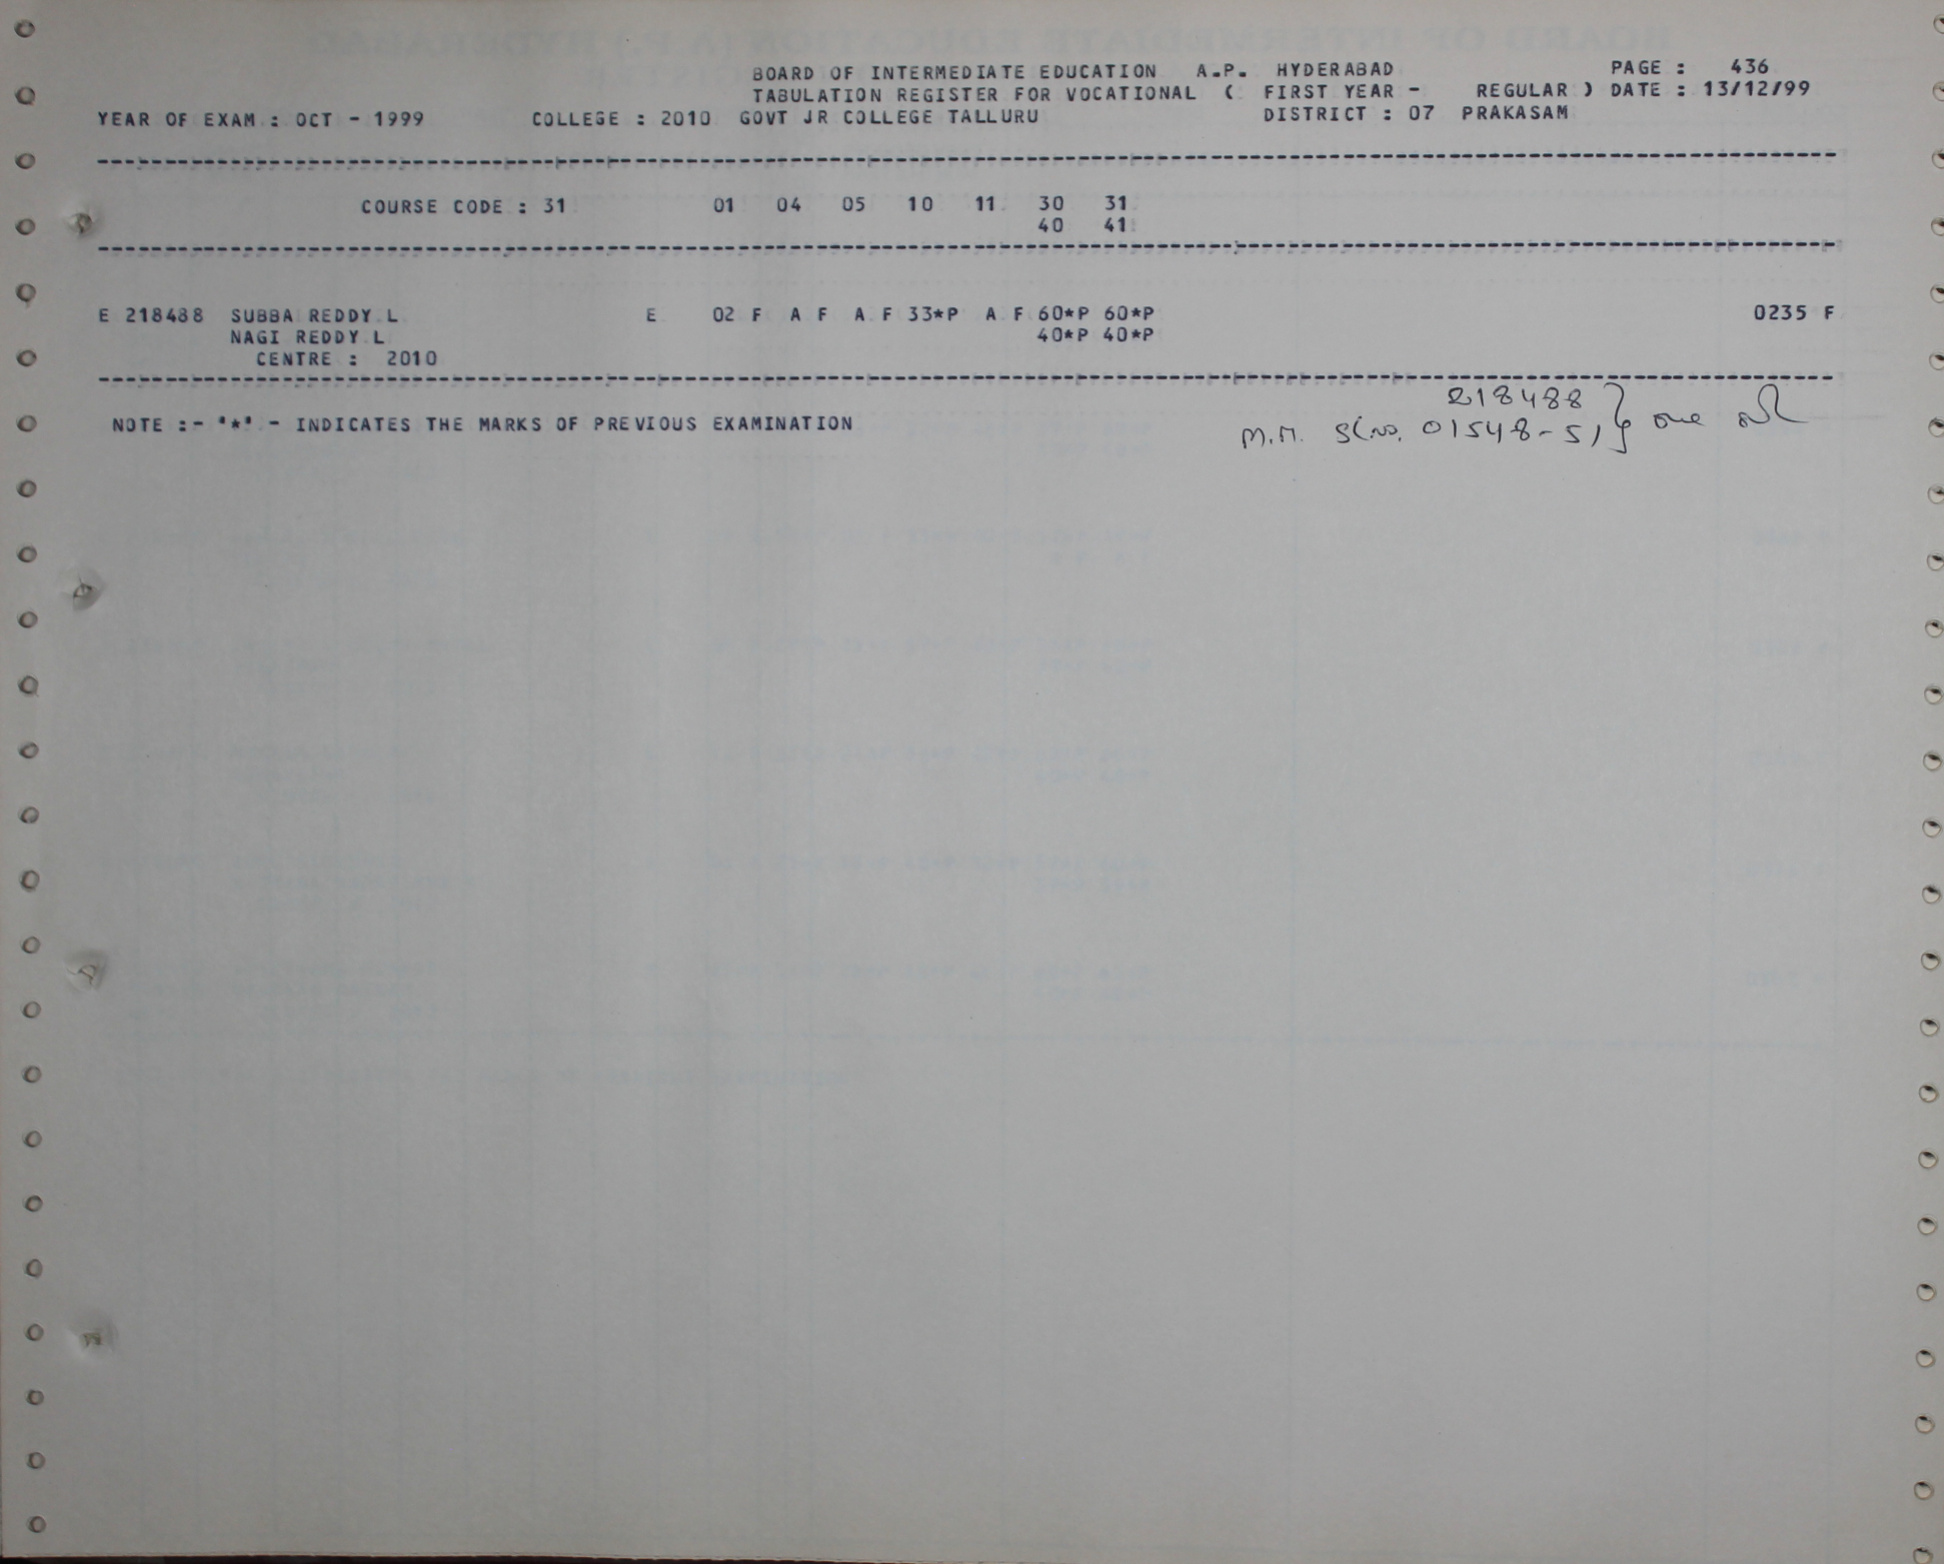 BOARD OF INTERMEDIATE EDUCATION A.P. HYDERABAD PAGE : 436
TABULATION REGISTER FOR VOCATIONAL ( FIRST YEAR - REGULAR ) DATE : 13/12/99
YEAR OF EXAM : OCT - 1999 COLLEGE : 2010 GOVT JR COLLEGE TALLURU DISTRICT : 07 PRAKASAM
COURSE CODE : 31 01 04 05 10 11 30 31
40 41
E 218488 SUBBA REDDY L E 02 F A F A F 33*P A F 60*P 60*P 0235 F
NAGI REDDY L 40*P 40*P
CENTRE : 2010
218488
NOTE :- '*' - INDICATES THE MARKS OF PREVIOUS EXAMINATION
M.M. Sl.No. 01548-51 } one